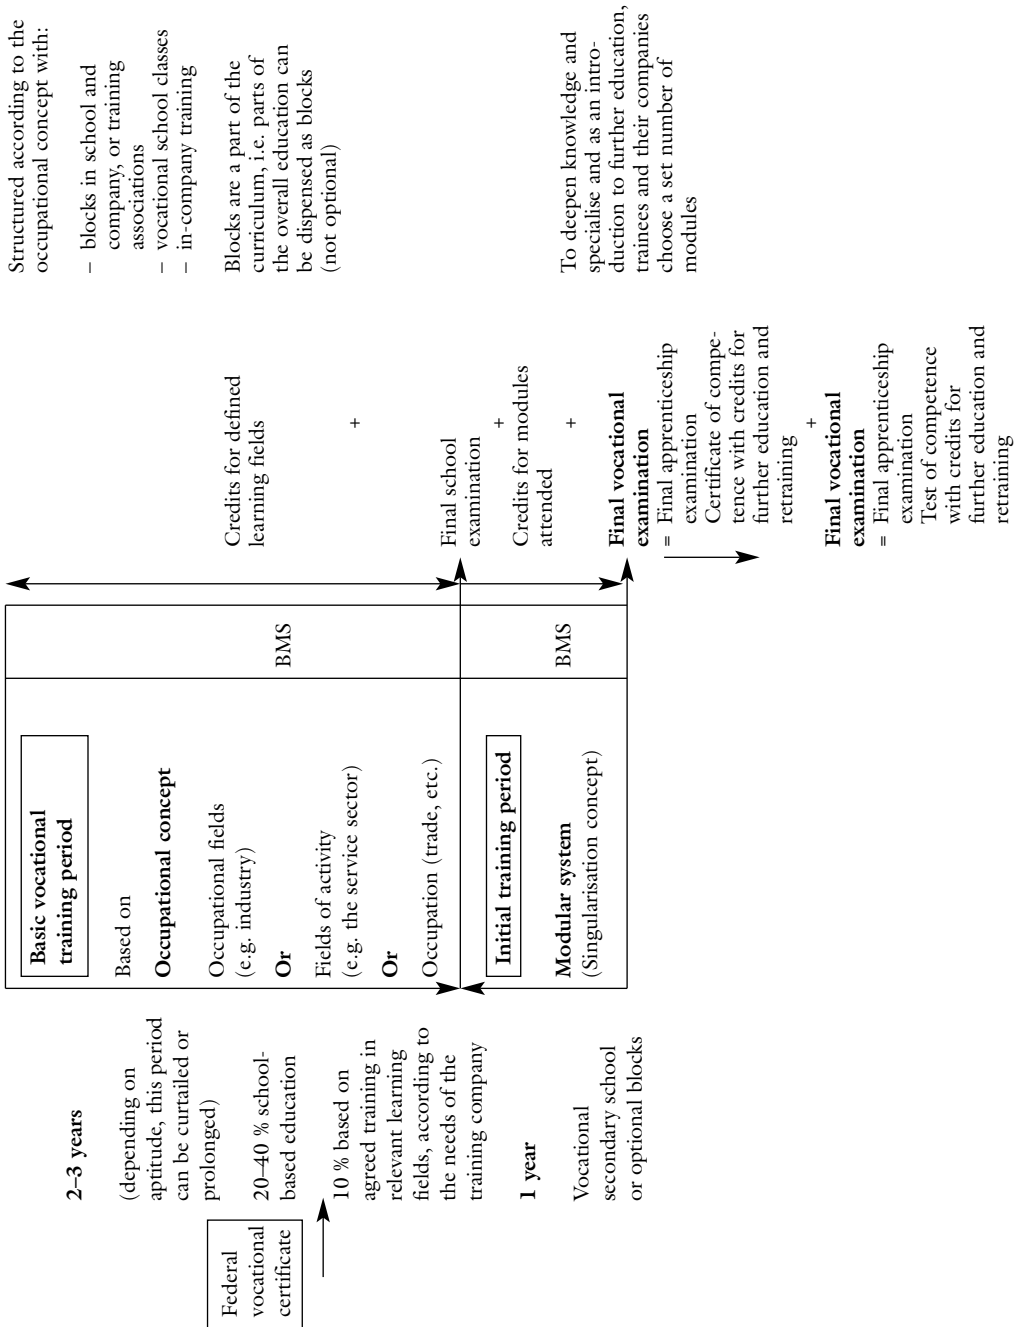 Federal
vocational
certificate
2–3 years
(depending on
aptitude, this period
can be curtailed or
prolonged)
20–40 % school-
based education
10 % based on
agreed training in
relevant learning
fields, according to
the needs of the
training company
1 year
Vocational
secondary school
or optional blocks
Basic vocational
training period
Based on
Occupational concept
Occupational fields
(e.g. industry)
Or
Fields of activity
(e.g. the service sector)
Or
Occupation (trade, etc.)
Initial training period
Modular system
(Singularisation concept)
BMS
BMS
Credits for defined
learning fields
+
Final school
examination
+
Credits for modules
attended
+
Final vocational
examination
= Final apprenticeship
examination
Certificate of compe-
tence with credits for
further education and
retraining
+
Final vocational
examination
= Final apprenticeship
examination
Test of competence
with credits for
further education and
retraining
Structured according to the
occupational concept with:
– blocks in school and
company, or training
associations
– vocational school classes
– in-company training
Blocks are a part of the
curriculum, i.e. parts of
the overall education can
be dispensed as blocks
(not optional)
To deepen knowledge and
specialise and as an intro-
duction to further education,
trainees and their companies
choose a set number of
modules